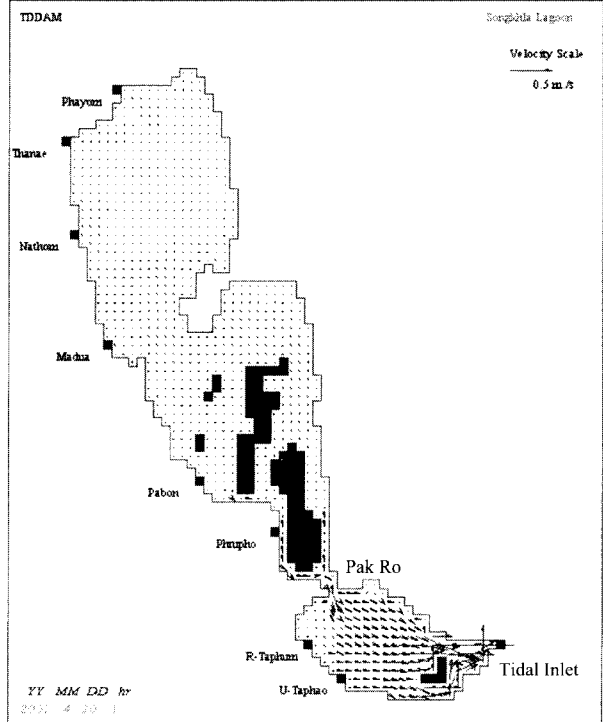 TDDAM
Songkhla Lagoon
Velocity Scale
0.5 m /s
Phayom
Thanae
Nathom
Madua
Pabon
Phrupho
Pak Ro
R-Taphum
Tidal Inlet
U-Taphao
YY MM DD hr